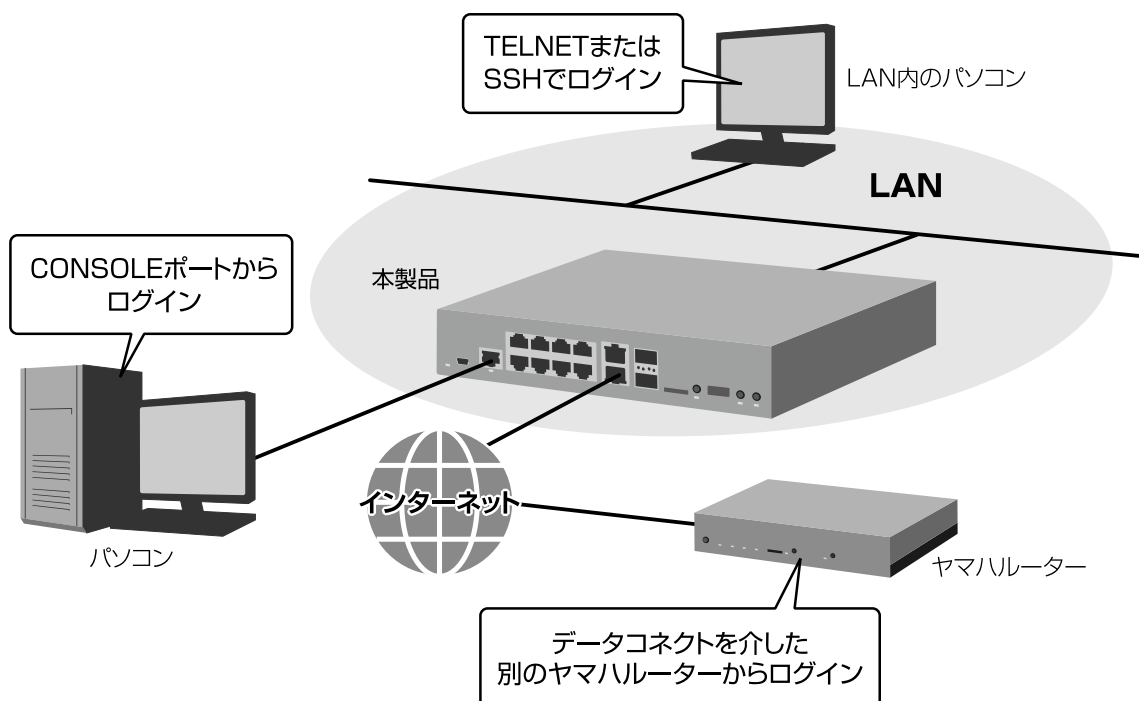 TELNETまたは
SSHでログイン
LAN内のパソコン
LAN
CONSOLEポートから
ログイン
本製品
インターネット
パソコン
ヤマハルーター
データコネクトを介した
別のヤマハルーターからログイン